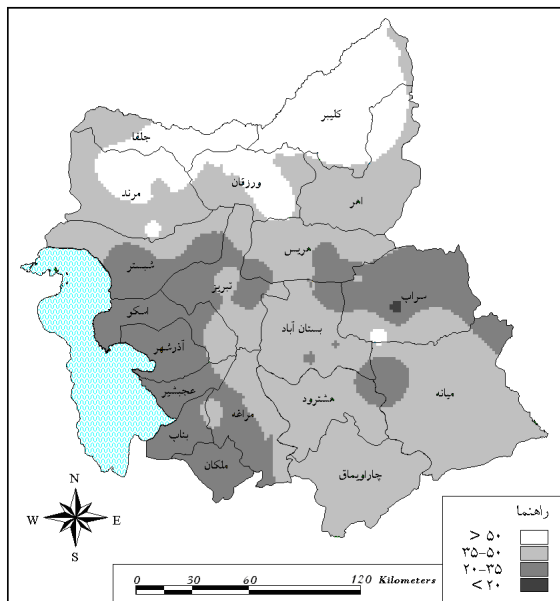 کلیبر
جلفا
مرند
ورزقان
اهر
هریس
شبستر
تبریز
سراب
اسکو
بستان آباد
آذرشهر
عجبشیر
هشترود
میانه
مراغه
بناب
ملکان
چاراویماق
N
W E
S
راهنما
> ۵۰
۳۵-۵۰
۲۰-۳۵
< ۲۰
0 30 60 120 Kilometers